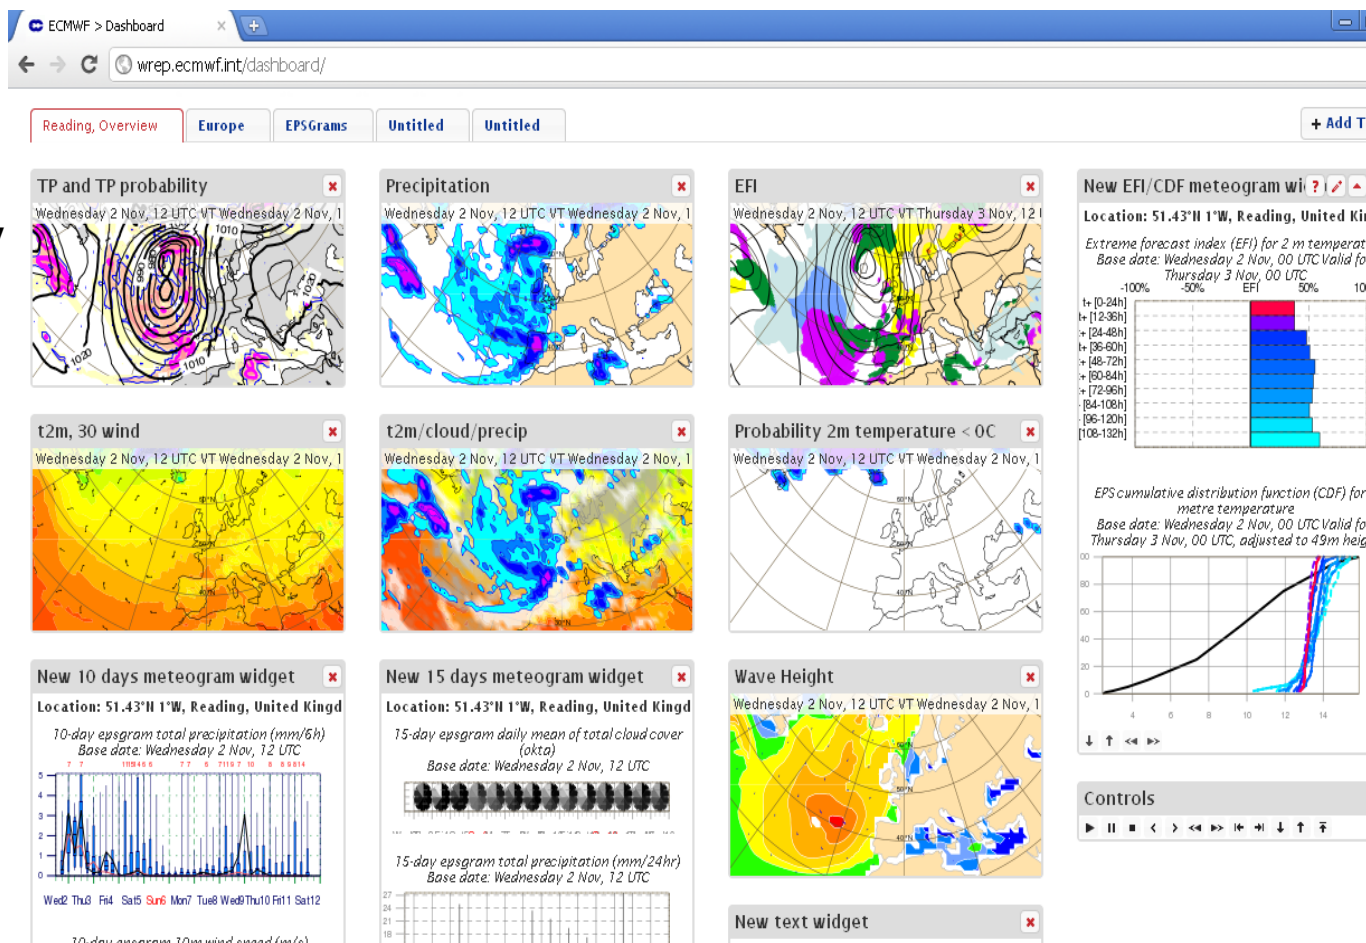 ECMWF > Dashboard
wrep.ecmwf.int/dashboard/
Reading, Overview
Europe
EPSGrams
Untitled
Untitled
+ Add T
TP and TP probability
Wednesday 2 Nov, 12 UTC VT Wednesday 2 Nov, 1
1010
1010
1020
1030
Precipitation
Wednesday 2 Nov, 12 UTC VT Wednesday 2 Nov, 1
EFI
Wednesday 2 Nov, 12 UTC VT Thursday 3 Nov, 12
New EFI/CDF meteogram wi
Location: 51.43°N 1°W, Reading, United Kin
Extreme forecast index (EFI) for 2 m temperat
Base date: Wednesday 2 Nov, 00 UTC Valid fo
Thursday 3 Nov, 00 UTC
-100% -50% EFI 50% 10
t+ [0-24h]
t+ [12-36h]
t+ [24-48h]
t+ [36-60h]
t+ [48-72h]
t+ [60-84h]
t+ [72-96h]
[84-108h]
[96-120h]
[108-132h]
EPS cumulative distribution function (CDF) for
metre temperature
Base date: Wednesday 2 Nov, 00 UTC Valid fo
Thursday 3 Nov, 00 UTC, adjusted to 49m heig
00
80
60
40
20
0
4 6 8 10 12 14
t2m, 30 wind
Wednesday 2 Nov, 12 UTC VT Wednesday 2 Nov, 1
t2m/cloud/precip
Wednesday 2 Nov, 12 UTC VT Wednesday 2 Nov, 1
Probability 2m temperature < 0C
Wednesday 2 Nov, 12 UTC VT Wednesday 2 Nov, 1
New 10 days meteogram widget
Location: 51.43°N 1°W, Reading, United Kingd
10-day epsgram total precipitation (mm/6h)
Base date: Wednesday 2 Nov, 12 UTC
5
4
3
2
1
0
Wed2 Thu3 Fri4 Sat5 Sun6 Mon7 Tue8 Wed9 Thu10 Fri11 Sat12
10-day epsgram 10m wind speed (m/s)
New 15 days meteogram widget
Location: 51.43°N 1°W, Reading, United Kingd
15-day epsgram daily mean of total cloud cover
(okta)
Base date: Wednesday 2 Nov, 12 UTC
15-day epsgram total precipitation (mm/24hr)
Base date: Wednesday 2 Nov, 12 UTC
27
24
21
18
Wave Height
Wednesday 2 Nov, 12 UTC VT Wednesday 2 Nov, 1
New text widget
Controls